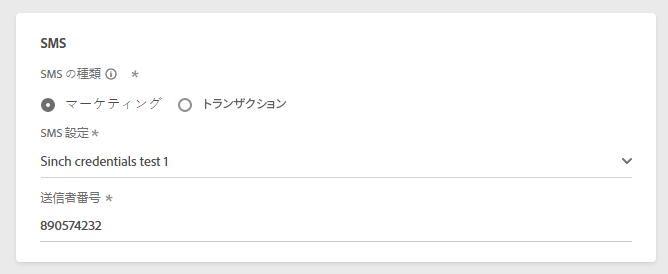 SMS
SMS の種類 *
マーケティング トランザクション
SMS 設定 *
Sinch credentials test 1
送信者番号 *
890574232